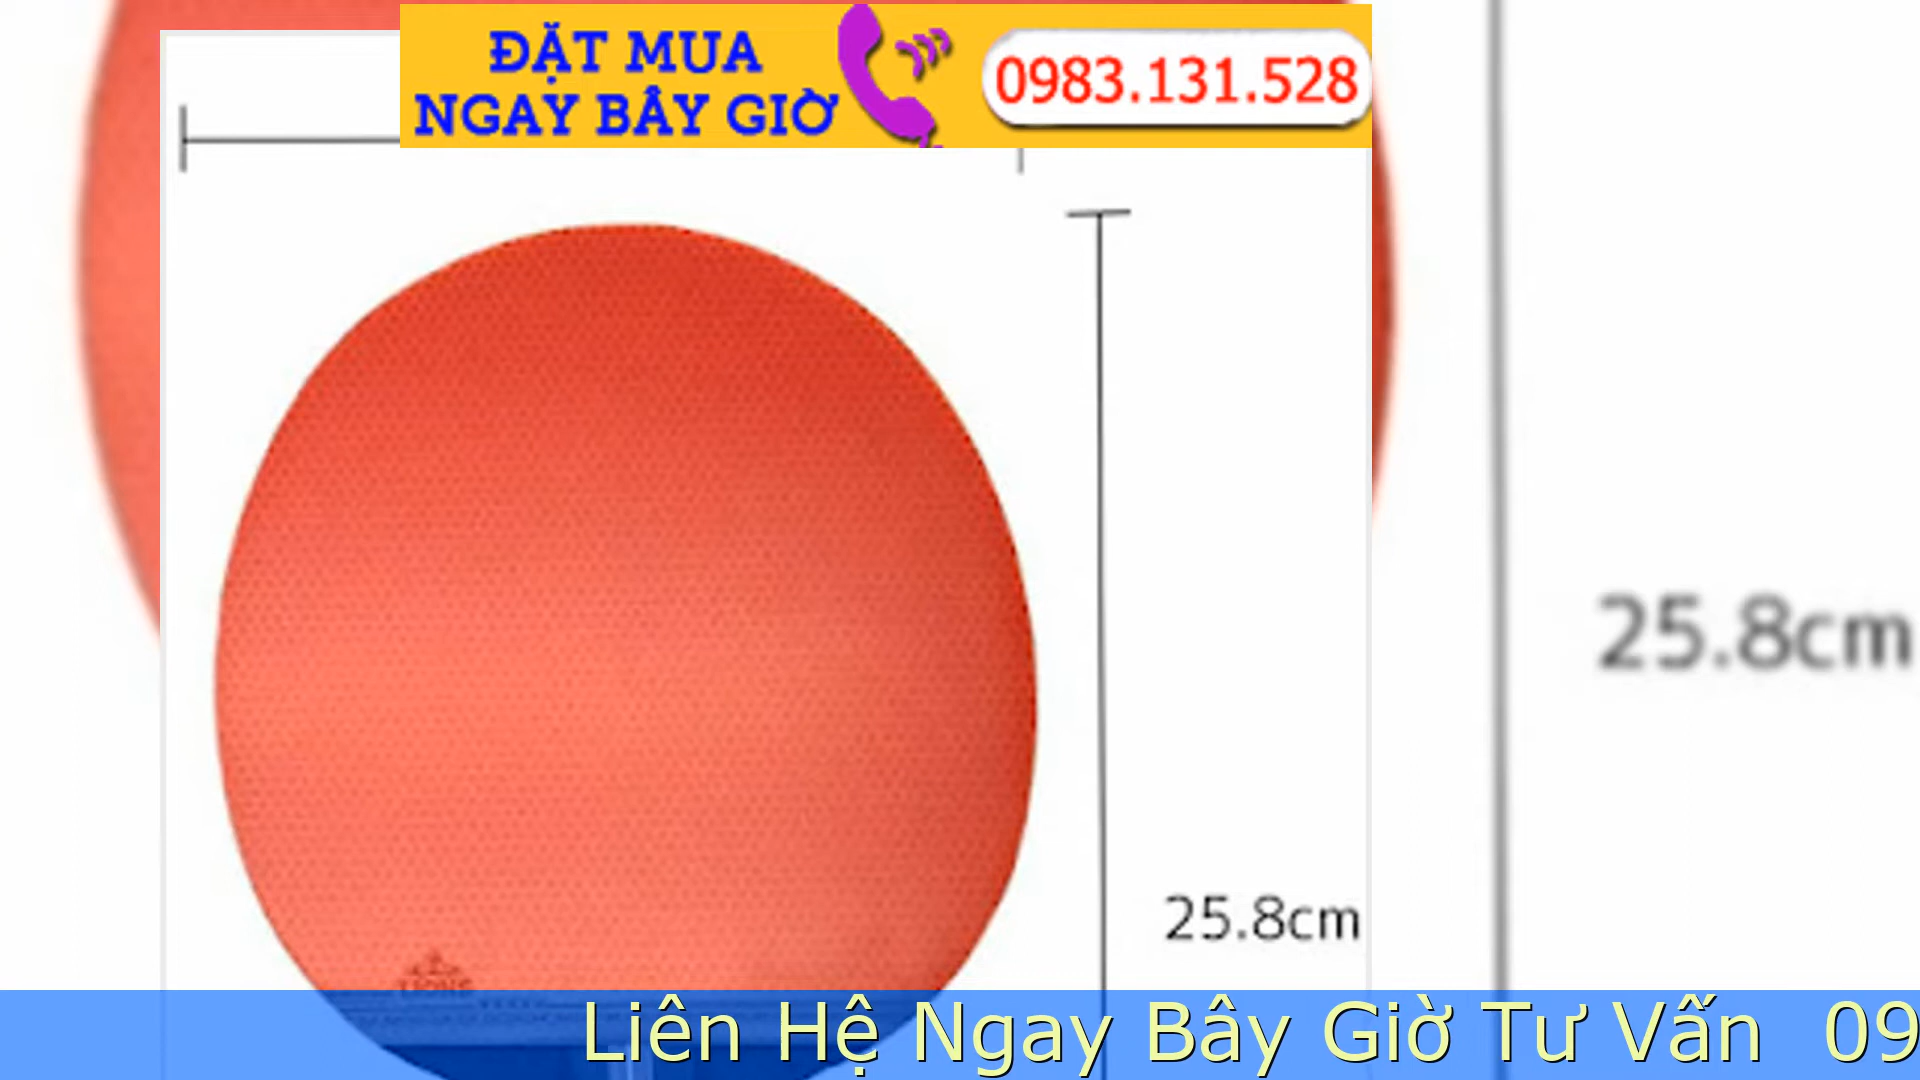 ĐẶT MUA
NGAY BÂY GIỜ
0983.131.528
25.8cm
25.8cm
LIONS
Liên Hệ Ngay Bây Giờ Tư Vấn 09